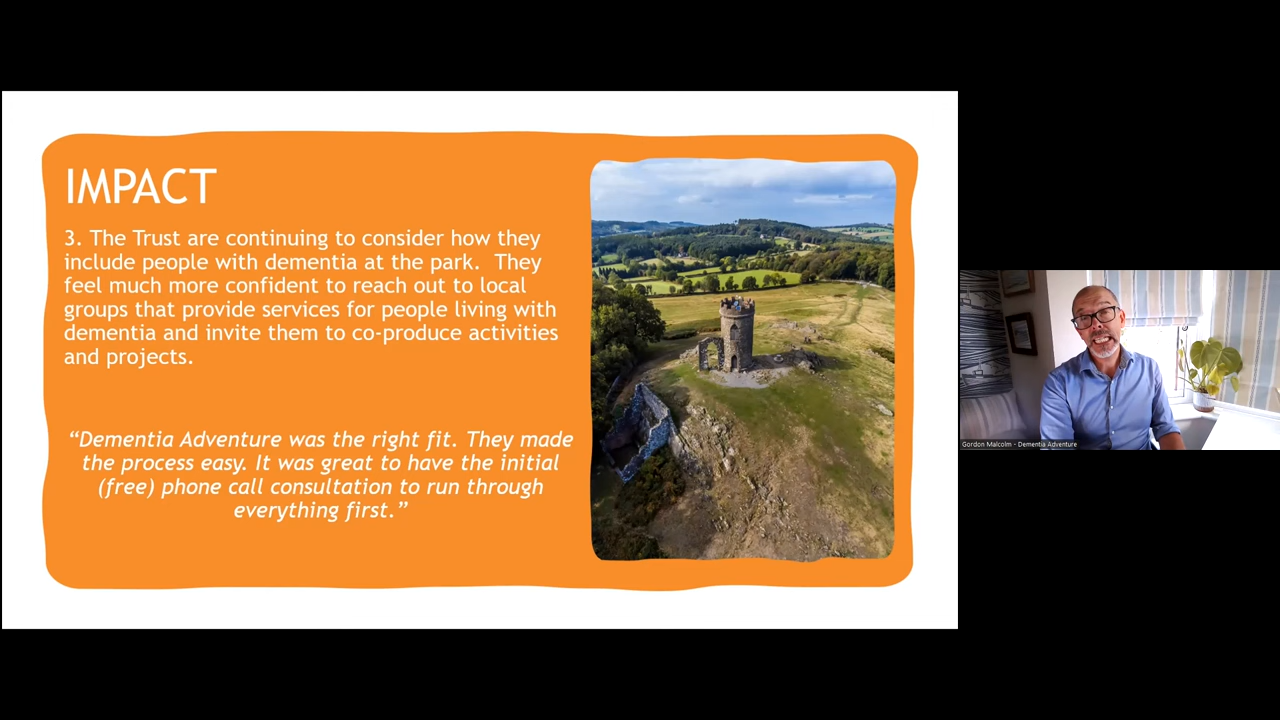 IMPACT
3. The Trust are continuing to consider how they
include people with dementia at the park.  They
feel much more confident to reach out to local
groups that provide services for people living with
dementia and invite them to co-produce activities
and projects.
“Dementia Adventure was the right fit. They made
the process easy. It was great to have the initial
(free) phone call consultation to run through
everything first.”
Gordon Malcolm - Dementia Adventure